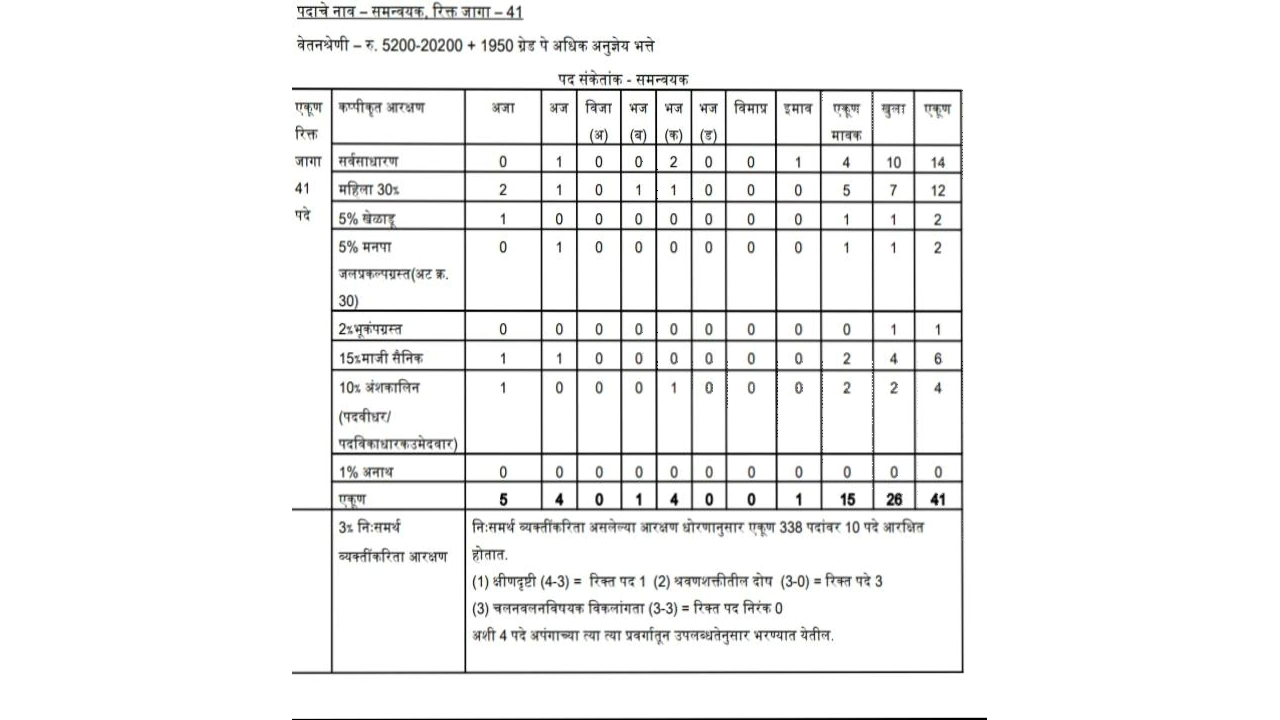 पदाचे नाव – समन्वयक, रिक्त जागा – 41
वेतनश्रेणी – रु. 5200-20200 + 1950 ग्रेड पे अधिक अनुज्ञेय भत्ते
पद संकेतांक - समन्वयक
एकूण रिक्त जागा 41 पदे
कप्पीकृत आरक्षण अजा अज विजा (अ) भज (ब) भज (क) भज (ड) विमाप्र इमाव एकूण मावक खुला एकूण
सर्वसाधारण 0 1 0 0 2 0 0 1 4 10 14
महिला 30% 2 1 0 1 1 0 0 0 5 7 12
5% खेळाडू 1 0 0 0 0 0 0 0 1 1 2
5% मनपा 0 1 0 0 0 0 0 0 1 1 2
जलप्रकल्पग्रस्त(अट क्र.
30)
2%भूकंपग्रस्त 0 0 0 0 0 0 0 0 0 1 1
15%माजी सैनिक 1 1 0 0 0 0 0 0 2 4 6
10% अंशकालिन 1 0 0 0 1 0 0 0 2 2 4
(पदवीधर/
पदविकाधारकउमेदवार)
1% अनाथ 0 0 0 0 0 0 0 0 0 0 0
एकूण 5 4 0 1 4 0 0 1 15 26 41
3% निःसमर्थ
व्यक्तींकरिता आरक्षण
निःसमर्थ व्यक्तींकरिता असलेल्या आरक्षण धोरणानुसार एकूण 338 पदांवर 10 पदे आरक्षित
होतात.
(1) क्षीणदृष्टी (4-3) = रिक्त पद 1 (2) श्रवणशक्तीतील दोष (3-0) = रिक्त पदे 3
(3) चलनवलनविषयक विकलांगता (3-3) = रिक्त पद निरंक 0
अशी 4 पदे अपंगाच्या त्या त्या प्रवर्गातून उपलब्धतेनुसार भरण्यात येतील.